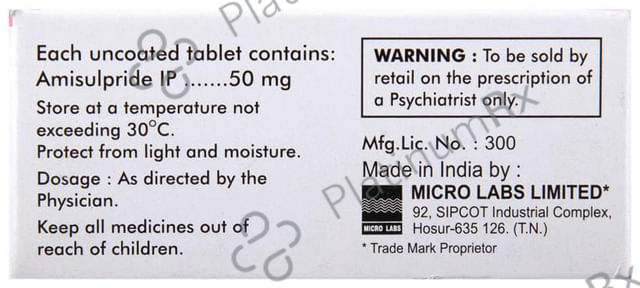 Each uncoated tablet contains:
Amisulpride IP .......50 mg
Store at a temperature not
exceeding 30°C.
Protect from light and moisture.
Dosage : As directed by the
Physician.
Keep all medicines out of
reach of children.
WARNING : To be sold by
retail on the prescription of
a Psychiatrist only.
Mfg.Lic. No. : 300
Made in India by :
MICRO LABS LIMITED*
92, SIPCOT Industrial Complex,
Hosur-635 126. (T.N.)
MICRO LABS
* Trade Mark Proprietor
PlatinumRx
PlatinumRx